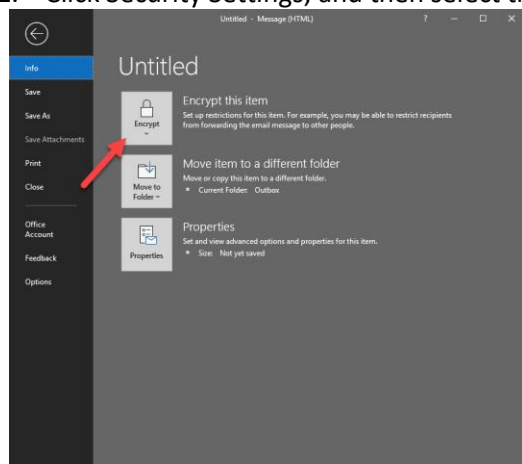 Click Security Settings, and then select t
Untitled - Message (HTML) ?
Info
Untitled
Save
Save As
Save Attachments
Print
Close
Office
Account
Feedback
Options
Encrypt
Encrypt this item
Set up restrictions for this item. For example, you may be able to restrict recipients
from forwarding the email message to other people.
Move to
Folder
Move item to a different folder
Move or copy this item to a different folder.
Current Folder: Outbox
Properties
Properties
Set and view advanced options and properties for this item.
Size: Not yet saved